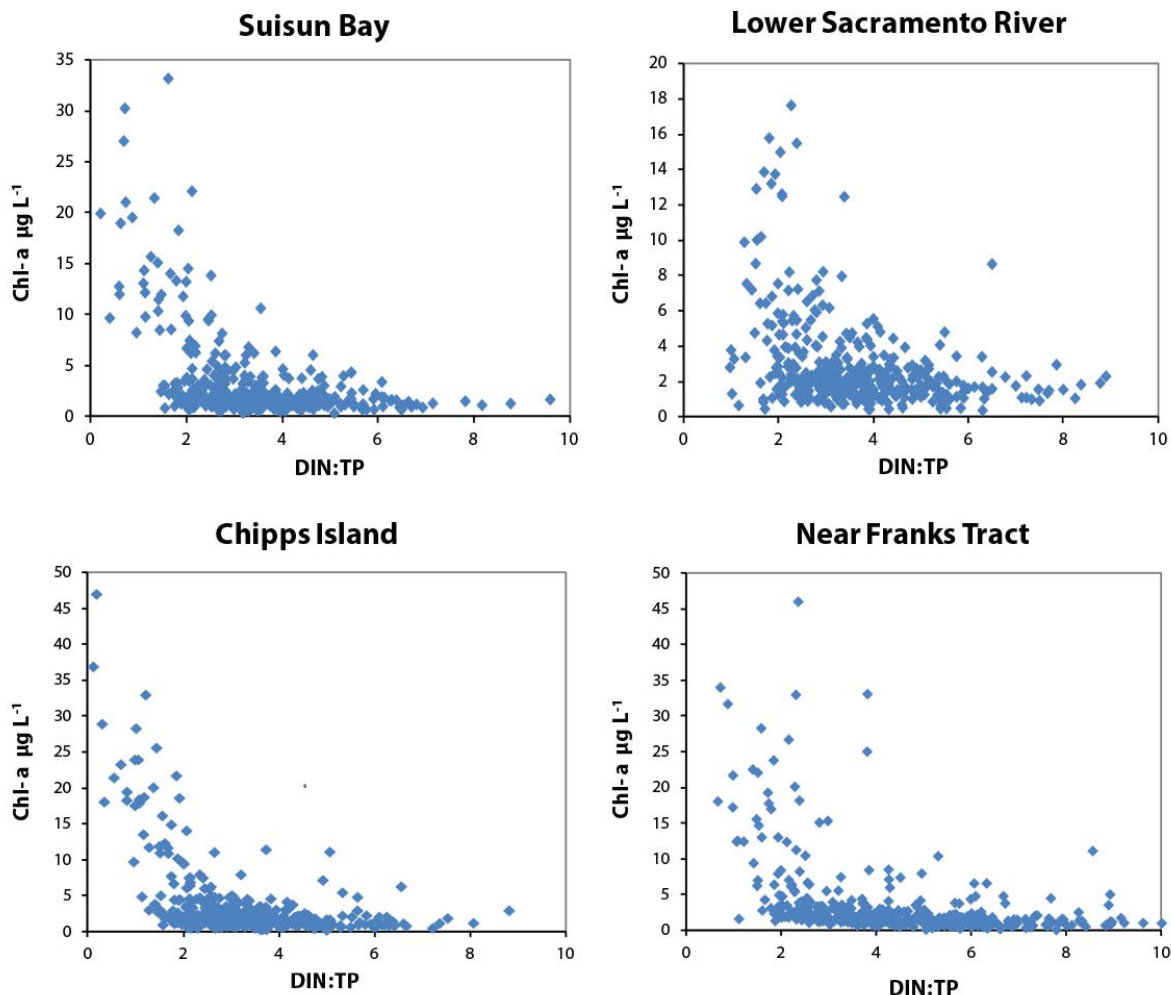 Suisun Bay
35
30
25
20
15
10
5
0
Chl- a µg L-1
0 2 4 6 8 10
DIN:TP
Lower Sacramento River
20
18
16
14
12
10
8
6
4
2
0
Chl- a µg L-1
0 2 4 6 8 10
DIN:TP
Chipps Island
50
45
40
35
30
25
20
15
10
5
0
Chl- a µg L-1
0 2 4 6 8 10
DIN:TP
Near Franks Tract
50
45
40
35
30
25
20
15
10
5
0
Chl- a µg L-1
0 2 4 6 8 10
DIN:TP